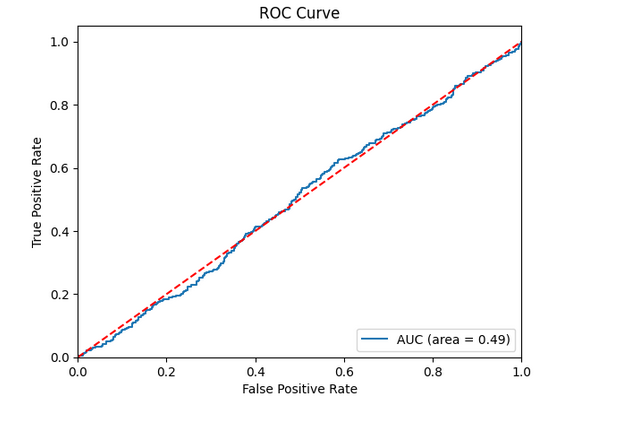 ROC Curve
1.0
0.8
0.6
0.4
0.2
0.0
True Positive Rate
AUC (area = 0.49)
0.0 0.2 0.4 0.6 0.8 1.0
False Positive Rate